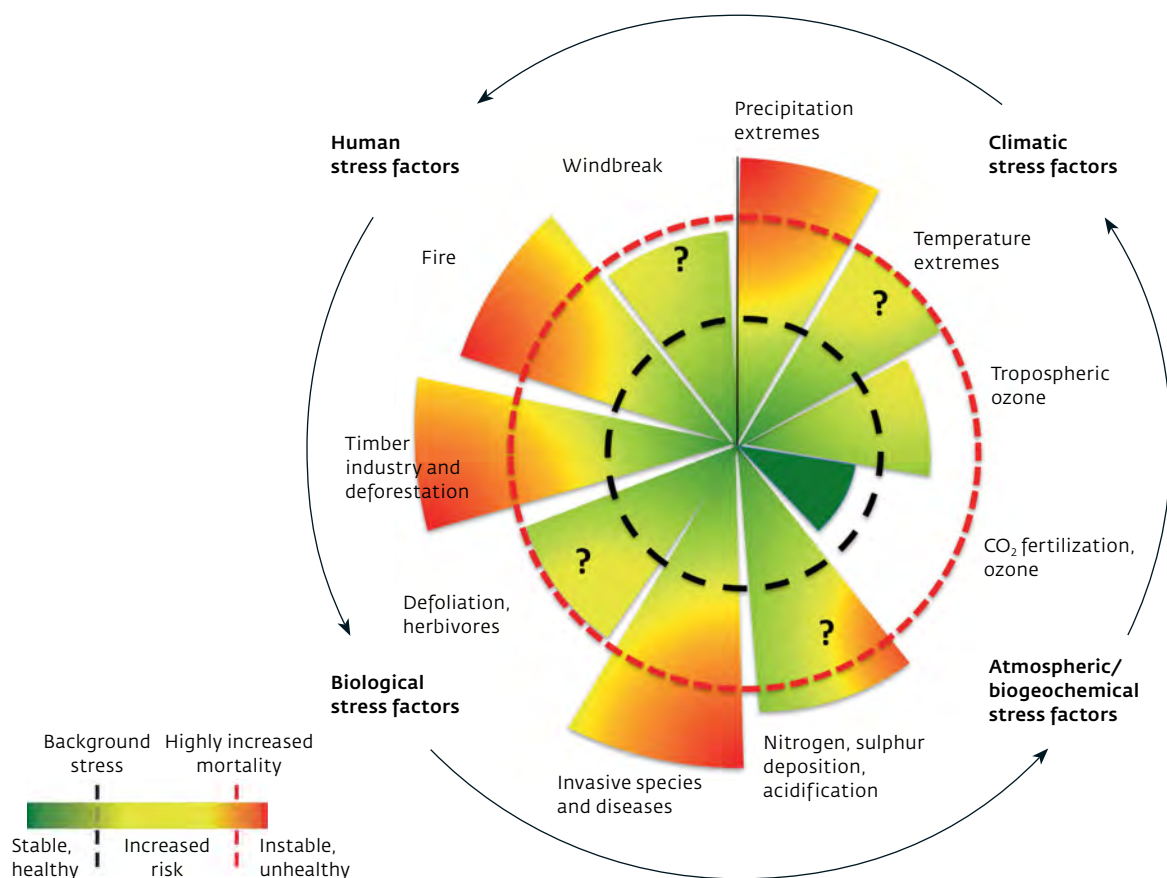 Precipitation
extremes
Human
stress factors
Climatic
stress factors
Windbreak
Fire
Temperature
extremes
?
?
Tropospheric
ozone
Timber
industry and
deforestation
CO₂ fertilization,
ozone
?
Defoliation,
herbivores
?
Biological
stress factors
Atmospheric/
biogeochemical
stress factors
Nitrogen, sulphur
deposition,
acidification
Invasive species
and diseases
Background
stress
Highly increased
mortality
Stable,
healthy
Increased
risk
Instable,
unhealthy